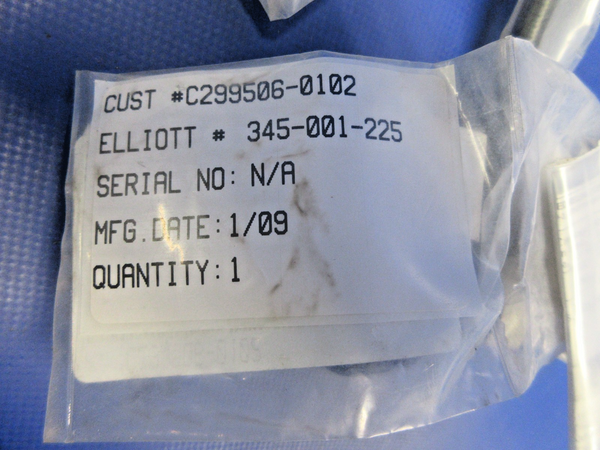 CUST #C299506-0102
ELLIOTT # 345-001-225
SERIAL NO: N/A
MFG.DATE: 1/09
QUANTITY: 1